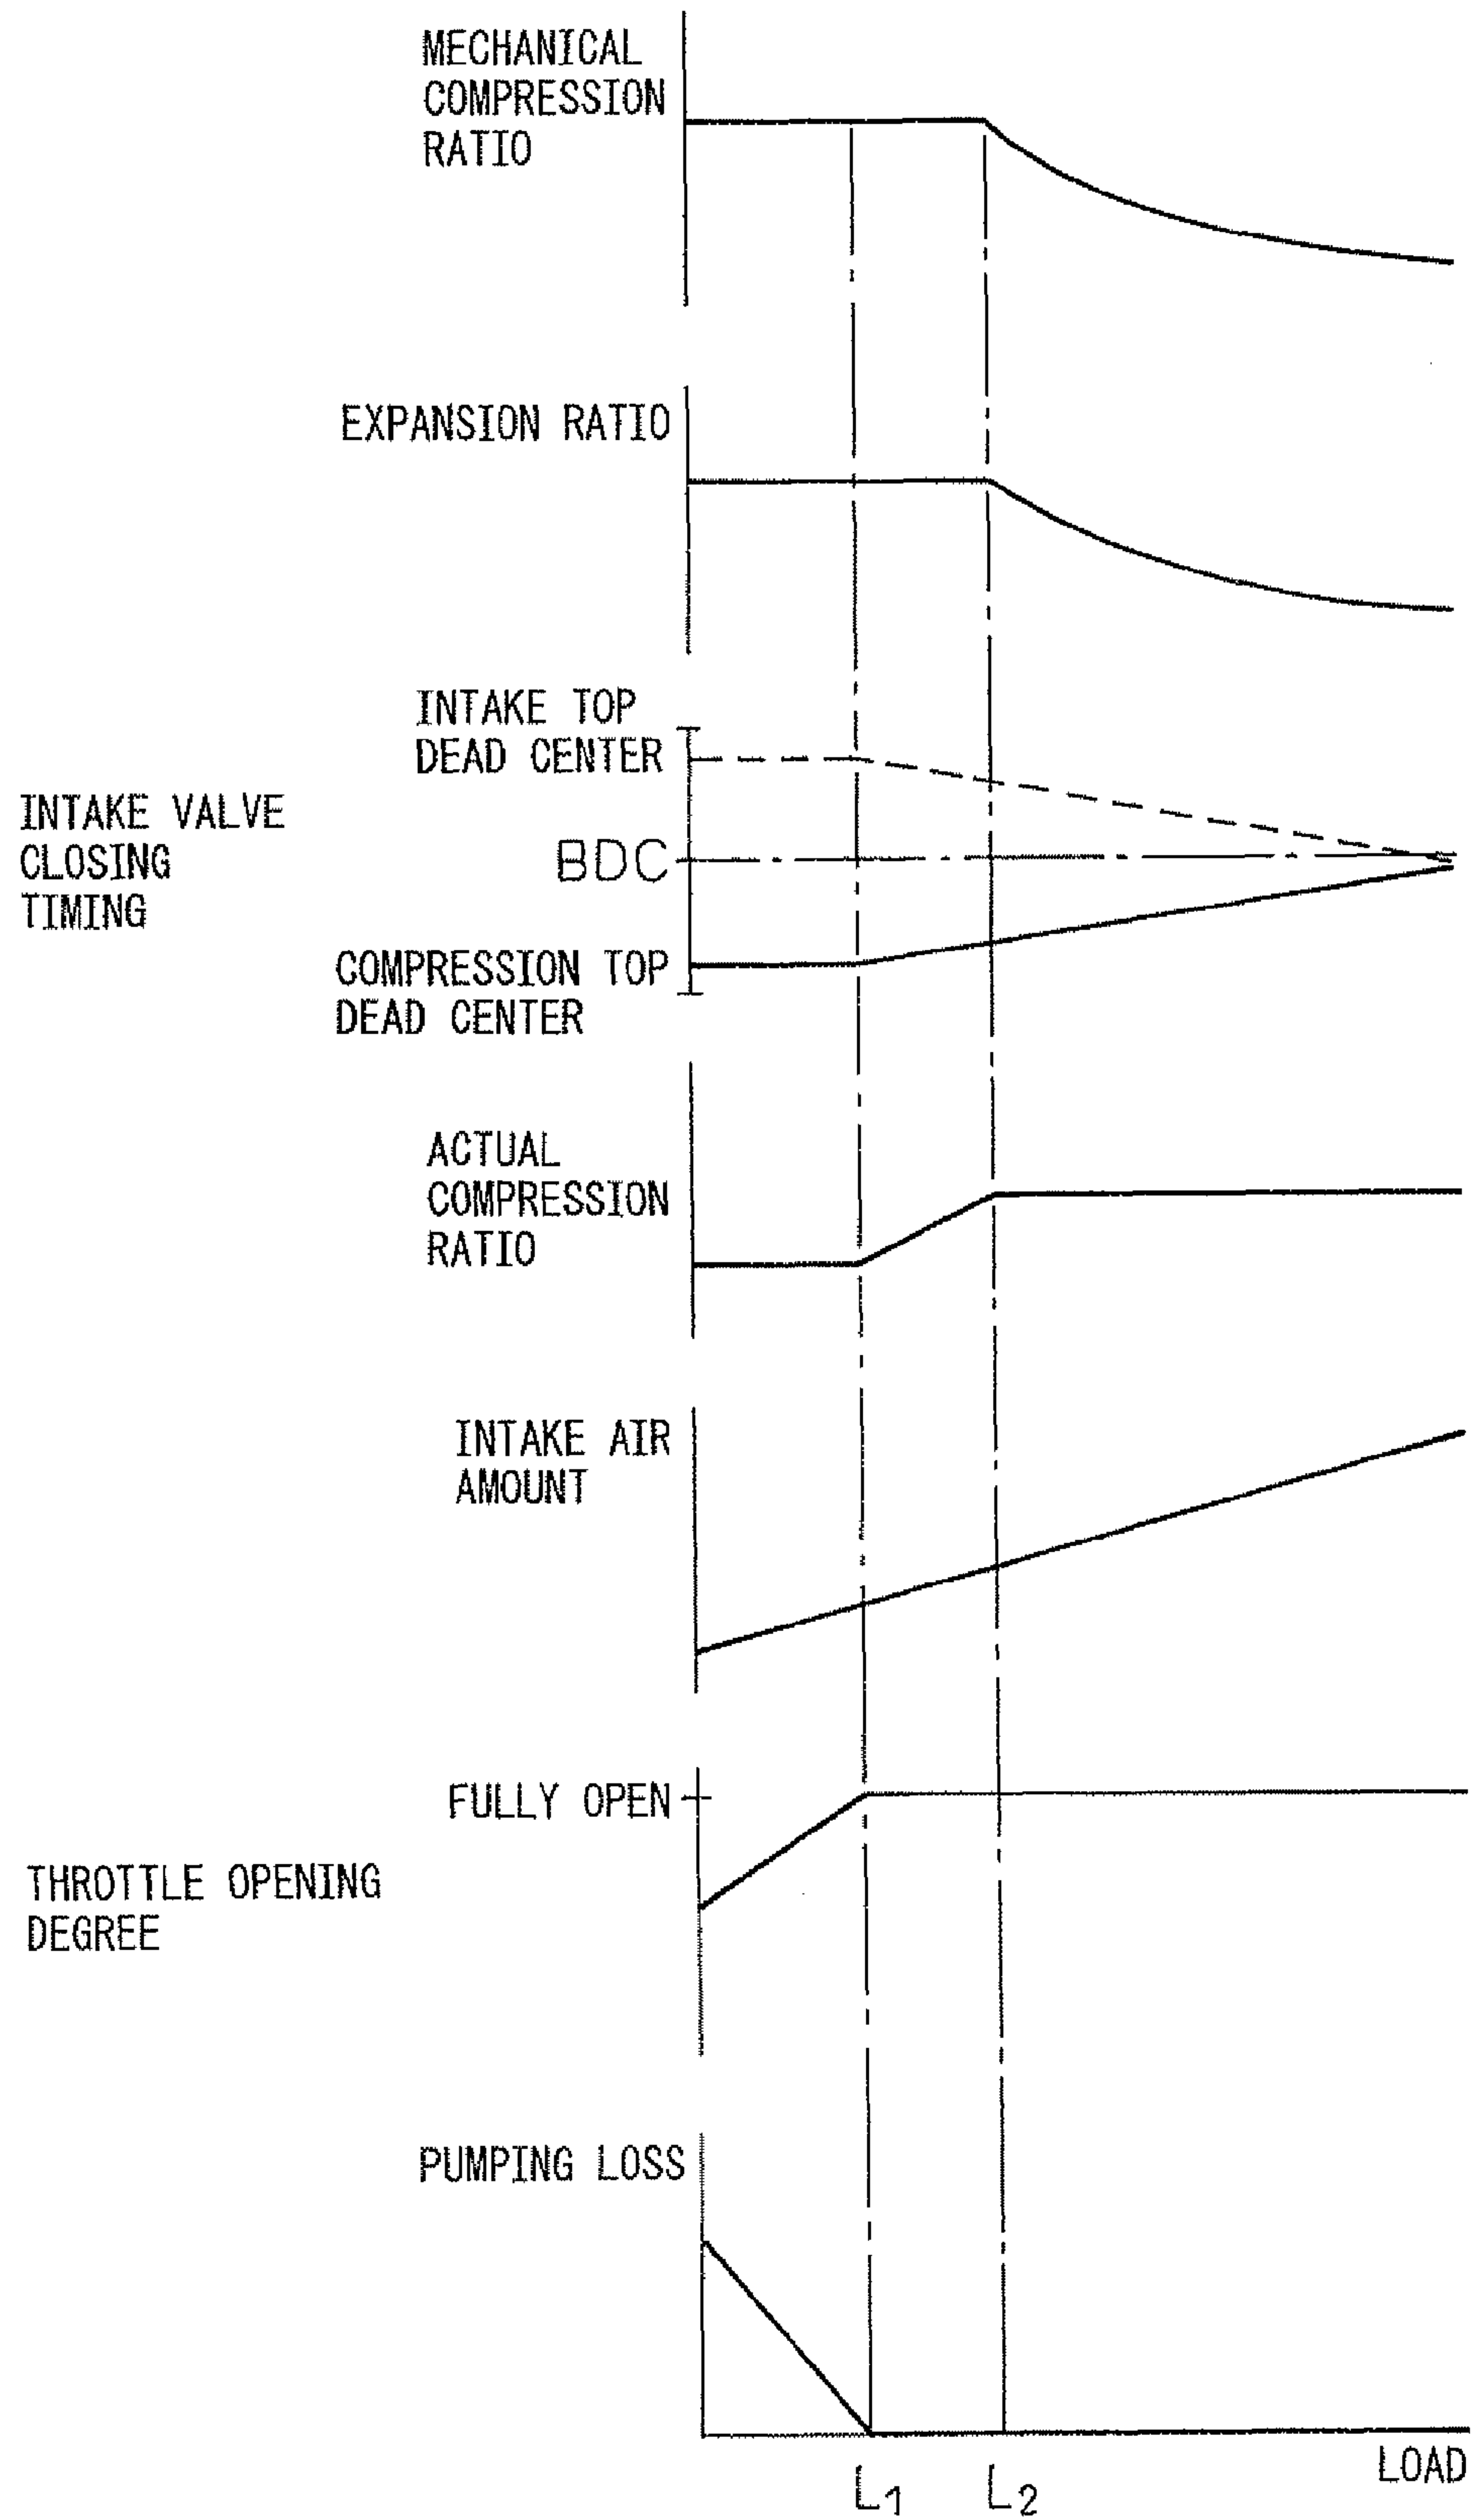 MECHANICAL
COMPRESSION
RATIO
EXPANSION RATIO
INTAKE TOP
DEAD CENTER
INTAKE VALVE
CLOSING
TIMING
BDC
COMPRESSION TOP
DEAD CENTER
ACTUAL
COMPRESSION
RATIO
INTAKE AIR
AMOUNT
FULLY OPEN
THROTTLE OPENING
DEGREE
PUMPING LOSS
LOAD
L1 L2